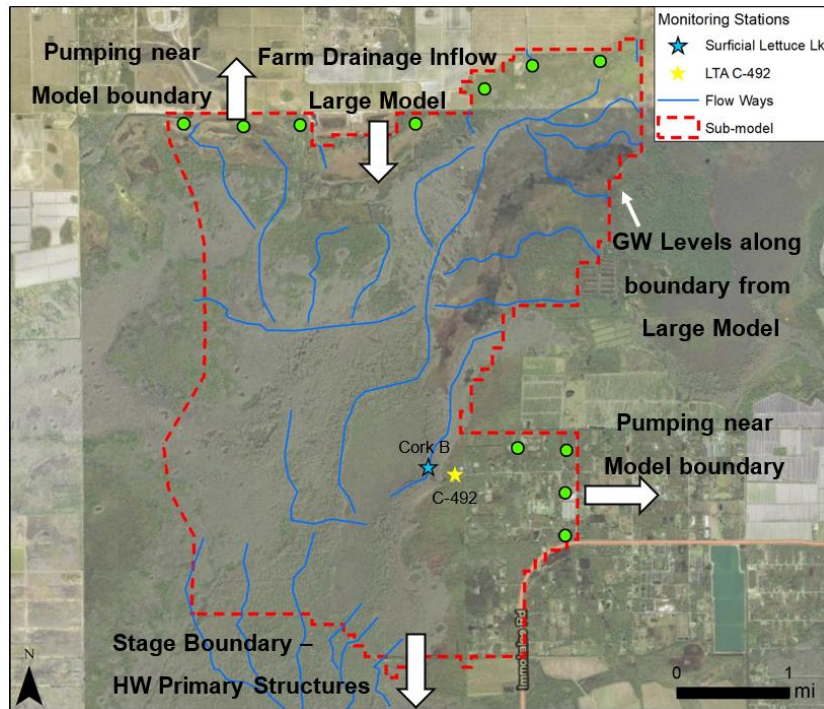 Pumping near
Model boundary
Farm Drainage Inflow
Large Model
Monitoring Stations
Surficial Lettuce Lk
LTA C-492
Flow Ways
Sub-model
GW Levels along
boundary from
Large Model
Pumping near
Model boundary
Cork B
C-492
Stage Boundary –
HW Primary Structures
Immokalee Rd
N
0 1
mi